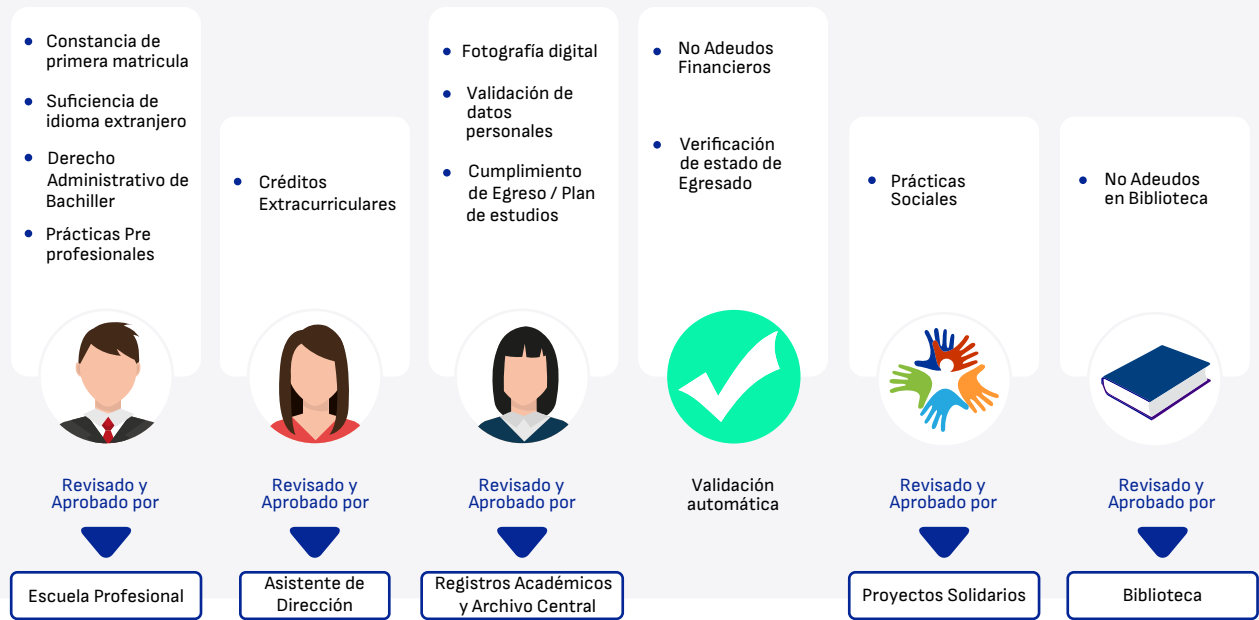 Constancia de
primera matricula
Suficiencia de
idioma extranjero
Derecho
Administrativo de
Bachiller
Prácticas Pre
profesionales
Revisado y
Aprobado por
Escuela Profesional
Créditos
Extracurriculares
Revisado y
Aprobado por
Asistente de
Dirección
Fotografía digital
Validación de
datos
personales
Cumplimiento
de Egreso / Plan
de estudios
Revisado y
Aprobado por
Registros Académicos
y Archivo Central
No Adeudos
Financieros
Verificación
de estado de
Egresado
Validación
automática
Prácticas
Sociales
Revisado y
Aprobado por
Proyectos Solidarios
No Adeudos
en Biblioteca
Revisado y
Aprobado por
Biblioteca